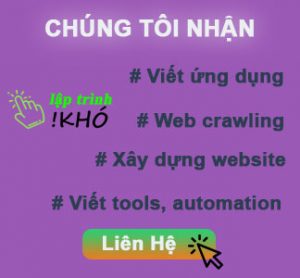 CHÚNG TÔI NHẬN
# Viết ứng dụng
lập trình
!KHÓ
# Web crawling
# Xây dựng website
# Viết tools, automation
Liên Hệ